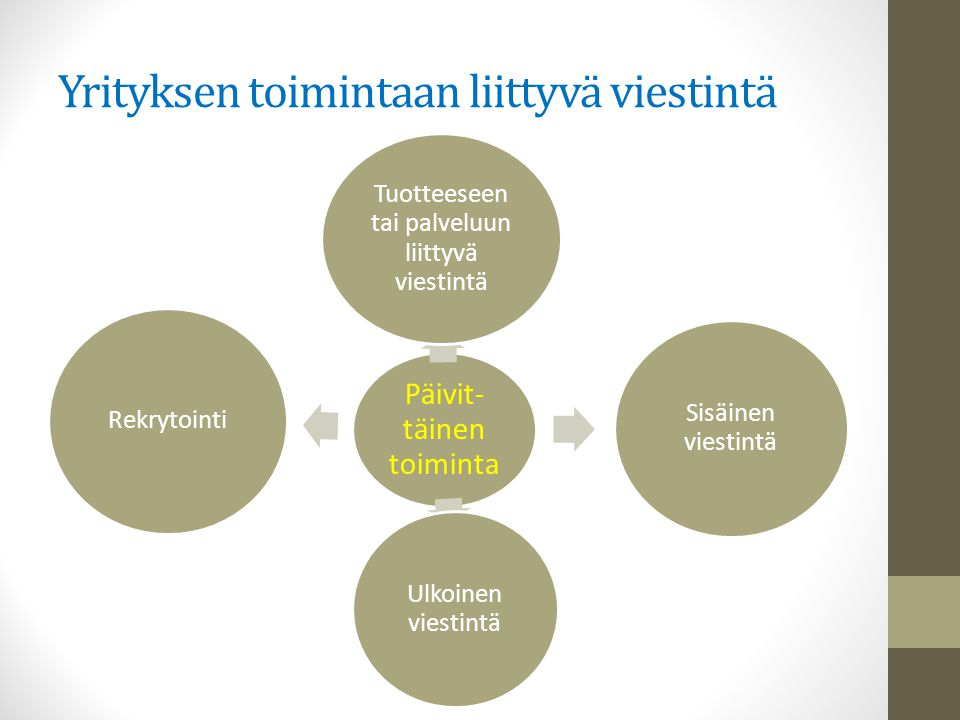 Yrityksen toimintaan liittyvä viestintä
Tuotteeseen
tai palveluun
liittyvä
viestintä
Rekrytointi
Päivit-
täinen
toiminta
Sisäinen
viestintä
Ulkoinen
viestintä